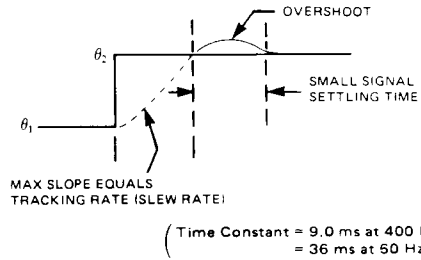 OVERSHOOT
θ2
SMALL SIGNAL
SETTLING TIME
θ1
MAX SLOPE EQUALS
TRACKING RATE (SLEW RATE)
( Time Constant = 9.0 ms at 400
= 36 ms at 50 Hz